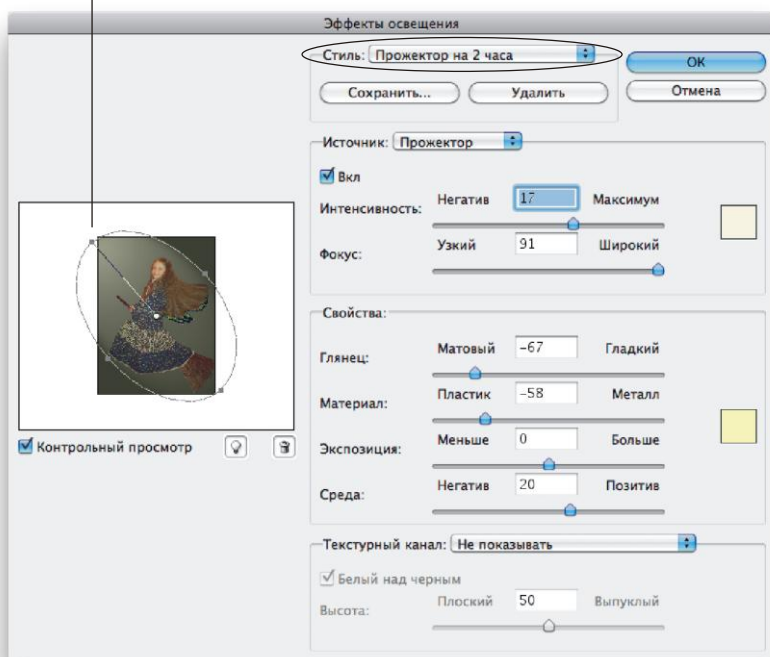 Эффекты освещения
Стиль: Прожектор на 2 часа
OK
Сохранить... Удалить
Отмена
Источник: Прожектор
Вкл
Интенсивность: Негатив 17 Максимум
Фокус: Узкий 91 Широкий
Свойства:
Глянец: Матовый -67 Гладкий
Материал: Пластик -58 Металл
Экспозиция: Меньше 0 Больше
Среда: Негатив 20 Позитив
Контрольный просмотр
Текстурный канал: Не показывать
Белый над черным
Высота: Плоский 50 Выпуклый